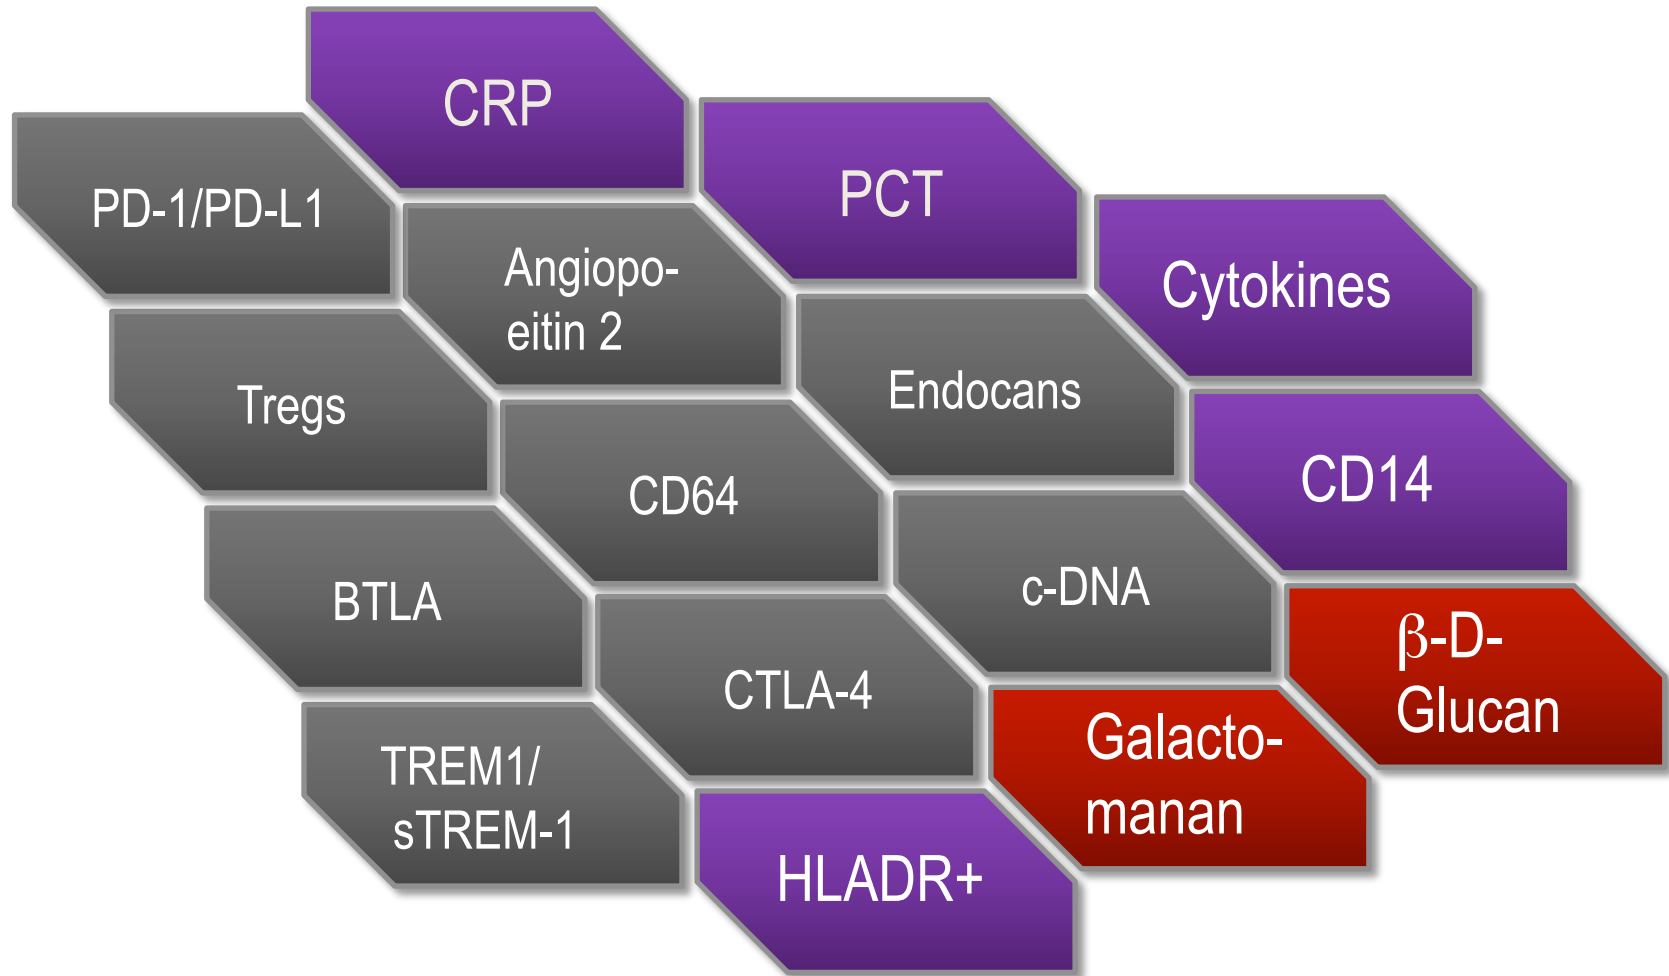 CRP
PCT
PD-1/PD-L1
Angiopo-
eitin 2
Cytokines
Tregs
Endocans
CD64
CD14
BTLA
c-DNA
CTLA-4
β-D-
Glucan
TREM1/
sTREM-1
Galacto-
manan
HLADR+